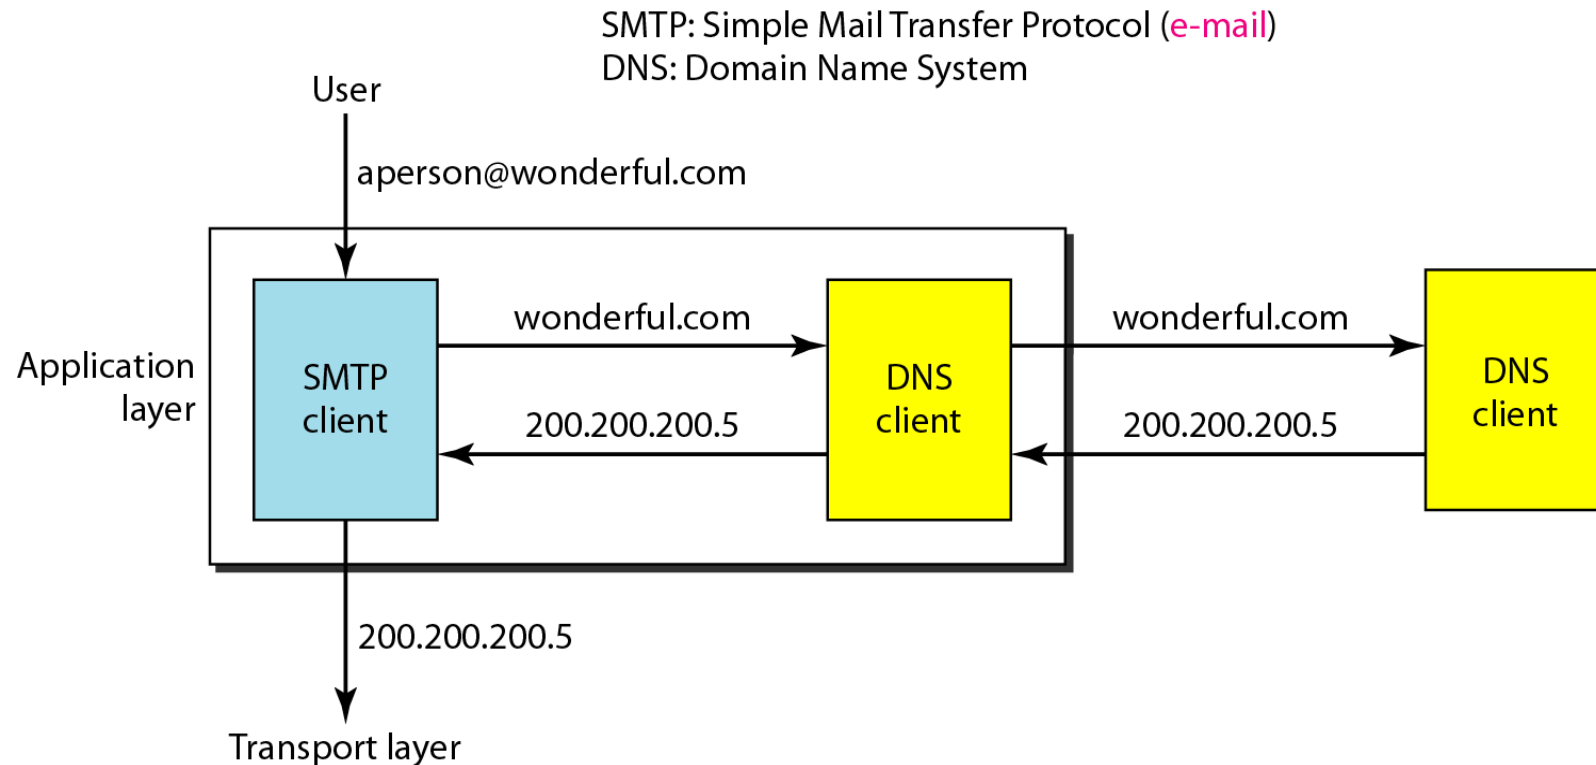 SMTP: Simple Mail Transfer Protocol (e-mail)
DNS: Domain Name System
User
aperson@wonderful.com
Application
layer
SMTP
client
wonderful.com
200.200.200.5
DNS
client
wonderful.com
200.200.200.5
DNS
client
200.200.200.5
Transport layer